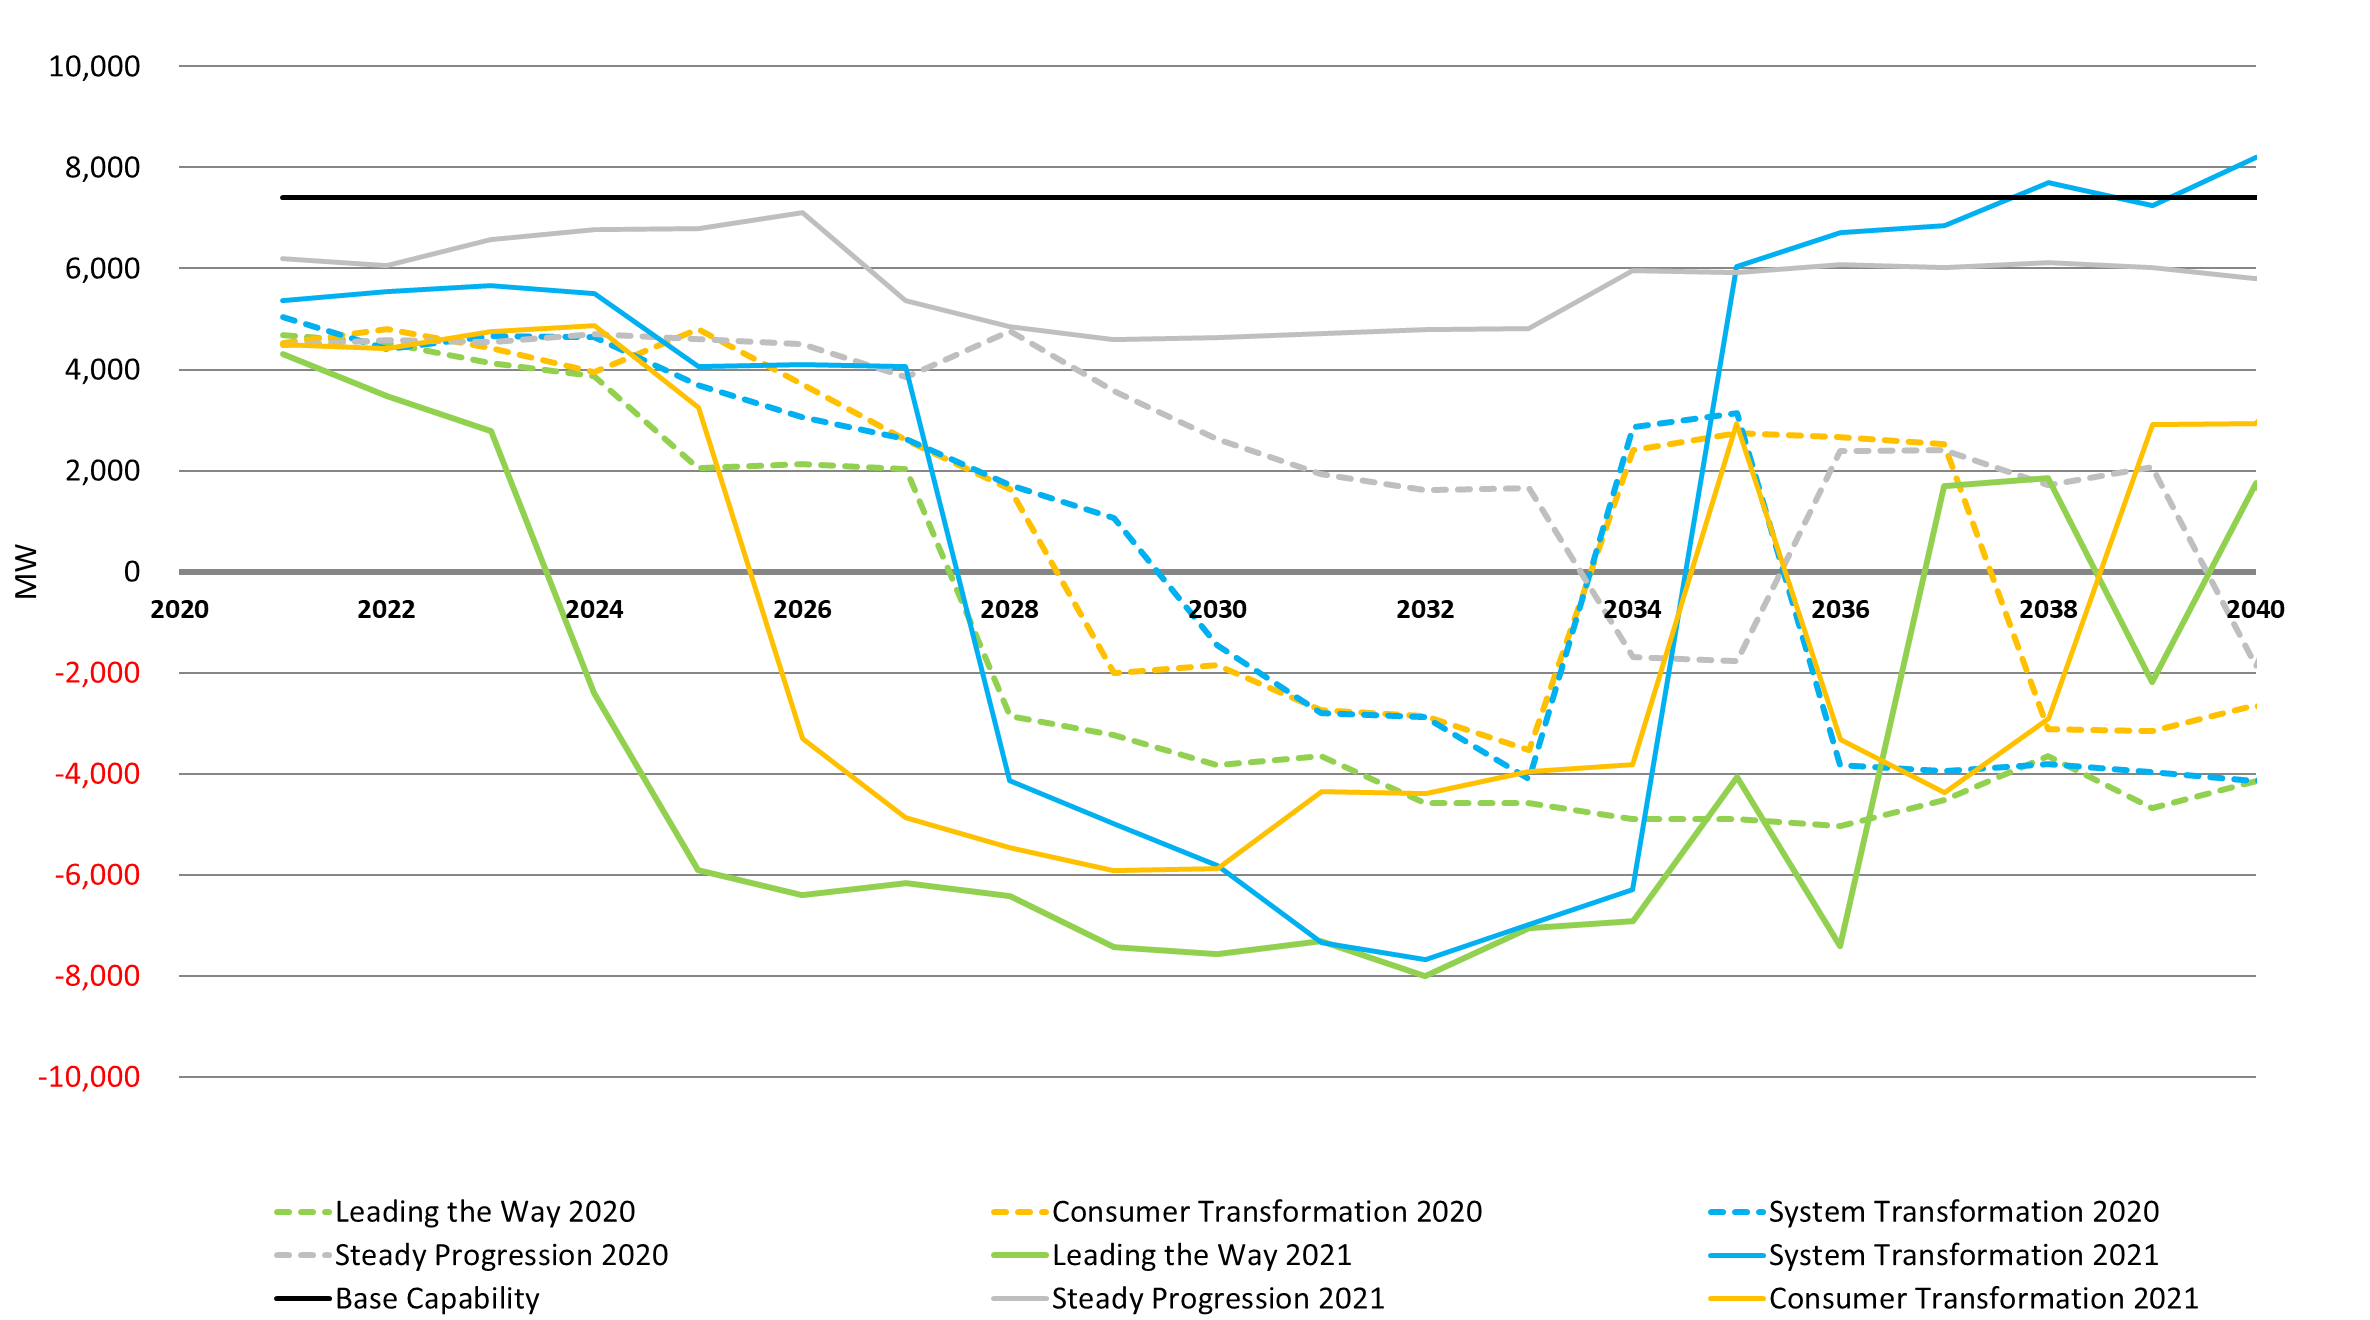 10,000
8,000
6,000
4,000
2,000
0
MW
2020 2022 2024 2026 2028 2030 2032 2034 2036 2038 2040
-2,000
-4,000
-6,000
-8,000
-10,000
Leading the Way 2020 Consumer Transformation 2020 System Transformation 2020
Steady Progression 2020 Leading the Way 2021 System Transformation 2021
Base Capability Steady Progression 2021 Consumer Transformation 2021